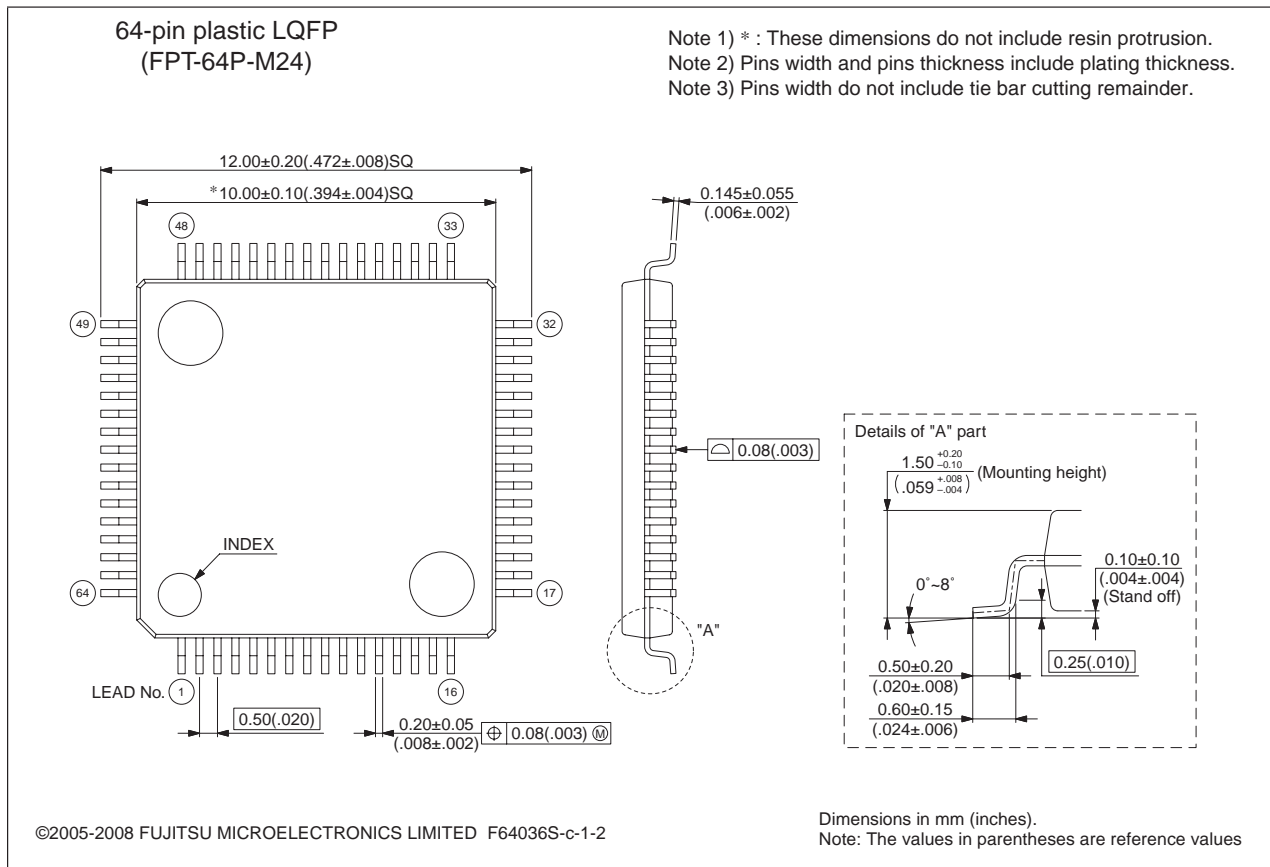 64-pin plastic LQFP
(FPT-64P-M24)
Note 1) * : These dimensions do not include resin protrusion.
Note 2) Pins width and pins thickness include plating thickness.
Note 3) Pins width do not include tie bar cutting remainder.
12.00±0.20(.472±.008)SQ
*10.00±0.10(.394±.004)SQ
0.145±0.055
(.006±.002)
48
33
49
32
0.08(.003)
INDEX
64
17
"A"
LEAD No.
1
16
0.50(.020)
0.20±0.05
(.008±.002)
⌖ 0.08(.003) Ⓜ
Details of "A" part
1.50 +0.20 –0.10 (Mounting height)
(.059 +.008 –.004)
0°~8°
0.10±0.10
(.004±.004)
(Stand off)
0.25(.010)
0.50±0.20
(.020±.008)
0.60±0.15
(.024±.006)
©2005-2008 FUJITSU MICROELECTRONICS LIMITED F64036S-c-1-2
Dimensions in mm (inches).
Note: The values in parentheses are reference values